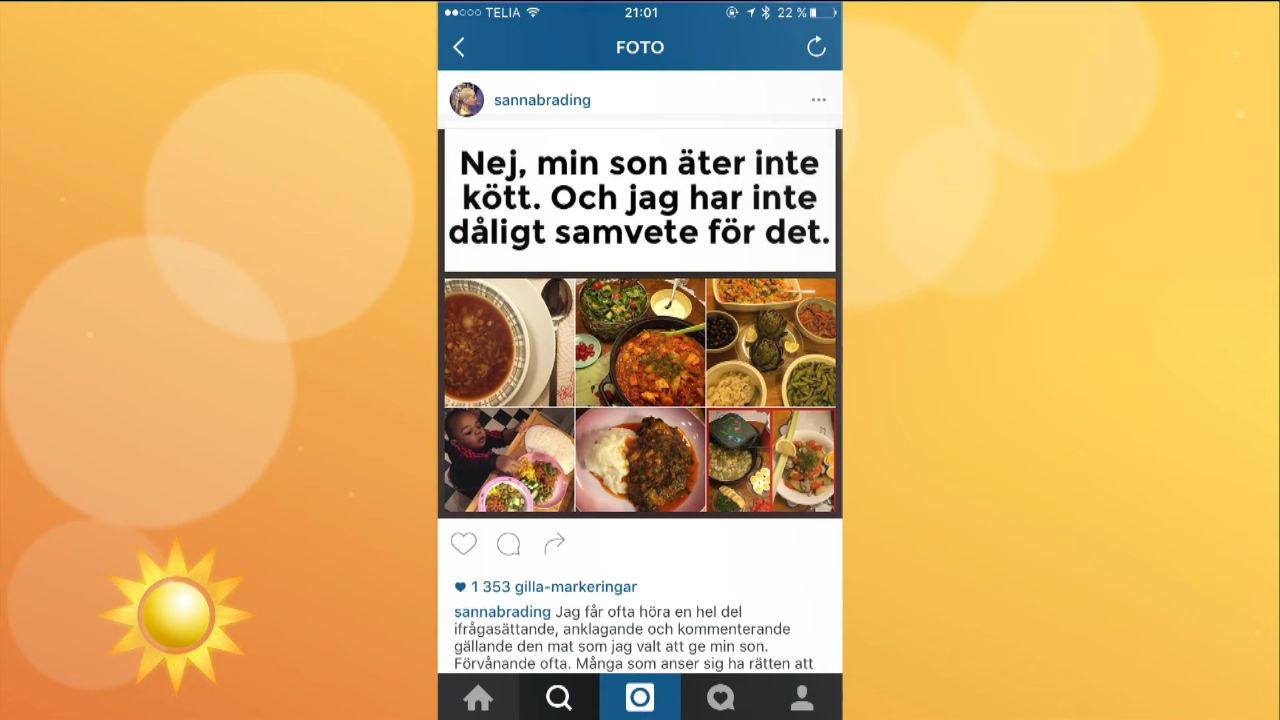 TELIA 21:01 22 %
FOTO
sannabrading
Nej, min son äter inte
kött. Och jag har inte
dåligt samvete för det.
1 353 gilla-markeringar
sannabrading Jag får ofta höra en hel del
ifrågasättande, anklagande och kommenterande
gällande den mat som jag valt att ge min son.
Förvånande ofta. Många som anser sig ha rätten att